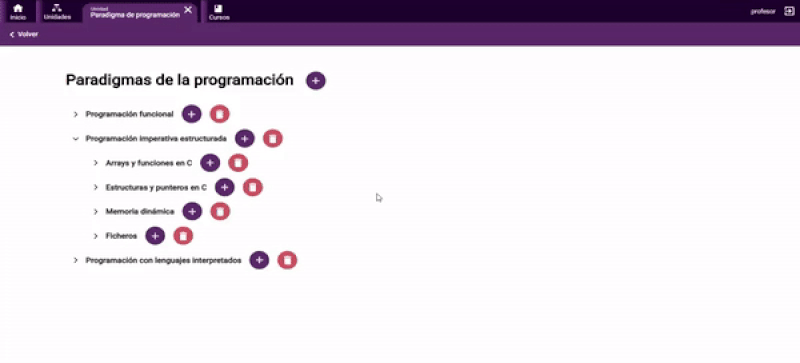 Inicio
Unidades
Unidad
Paradigma de programación
Cursos
profesor
Volver
Paradigmas de la programación
Programación funcional
Programación imperativa estructurada
Arrays y funciones en C
Estructuras y punteros en C
Memoria dinámica
Ficheros
Programación con lenguajes interpretados